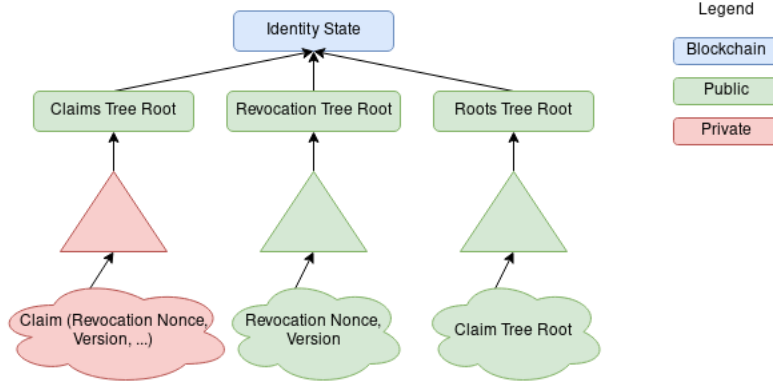 Legend
Identity State
Blockchain
Public
Private
Claims Tree Root
Revocation Tree Root
Roots Tree Root
Claim (Revocation Nonce,
Version, ...)
Revocation Nonce,
Version
Claim Tree Root